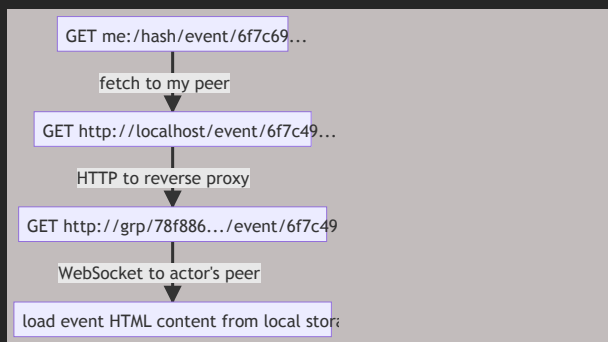 GET me:/hash/event/6f7c69...
fetch to my peer
GET http://localhost/event/6f7c49...
HTTP to reverse proxy
GET http://grp/78f886.../event/6f7c49
WebSocket to actor's peer
load event HTML content from local